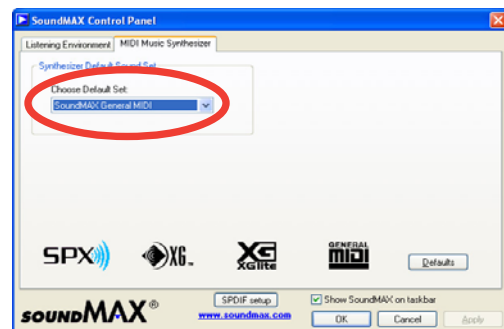 SoundMAX Control Panel
Listening Environment MIDI Music Synthesizer
Synthesizer Default Sound Set
Choose Default Set:
SoundMAX General MIDI
SPX XG XG XGlite GENERAL MIDI Defaults
SPDIF setup Show SoundMAX on taskbar
SOUNDMAX® www.soundmax.com OK Cancel Apply